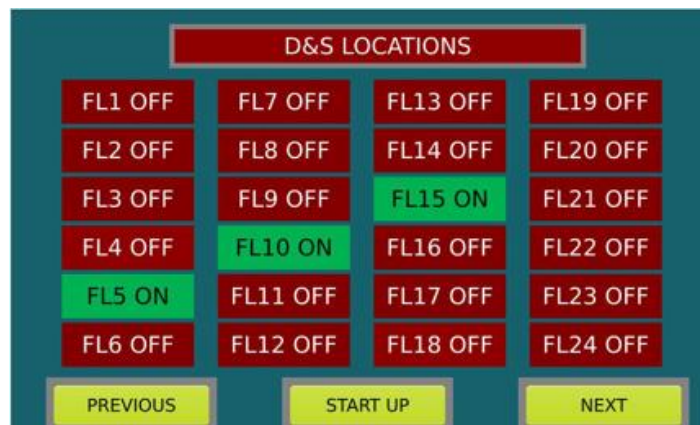 D&S LOCATIONS
FL1 OFF FL7 OFF FL13 OFF FL19 OFF
FL2 OFF FL8 OFF FL14 OFF FL20 OFF
FL3 OFF FL9 OFF FL15 ON FL21 OFF
FL4 OFF FL10 ON FL16 OFF FL22 OFF
FL5 ON FL11 OFF FL17 OFF FL23 OFF
FL6 OFF FL12 OFF FL18 OFF FL24 OFF
PREVIOUS START UP NEXT